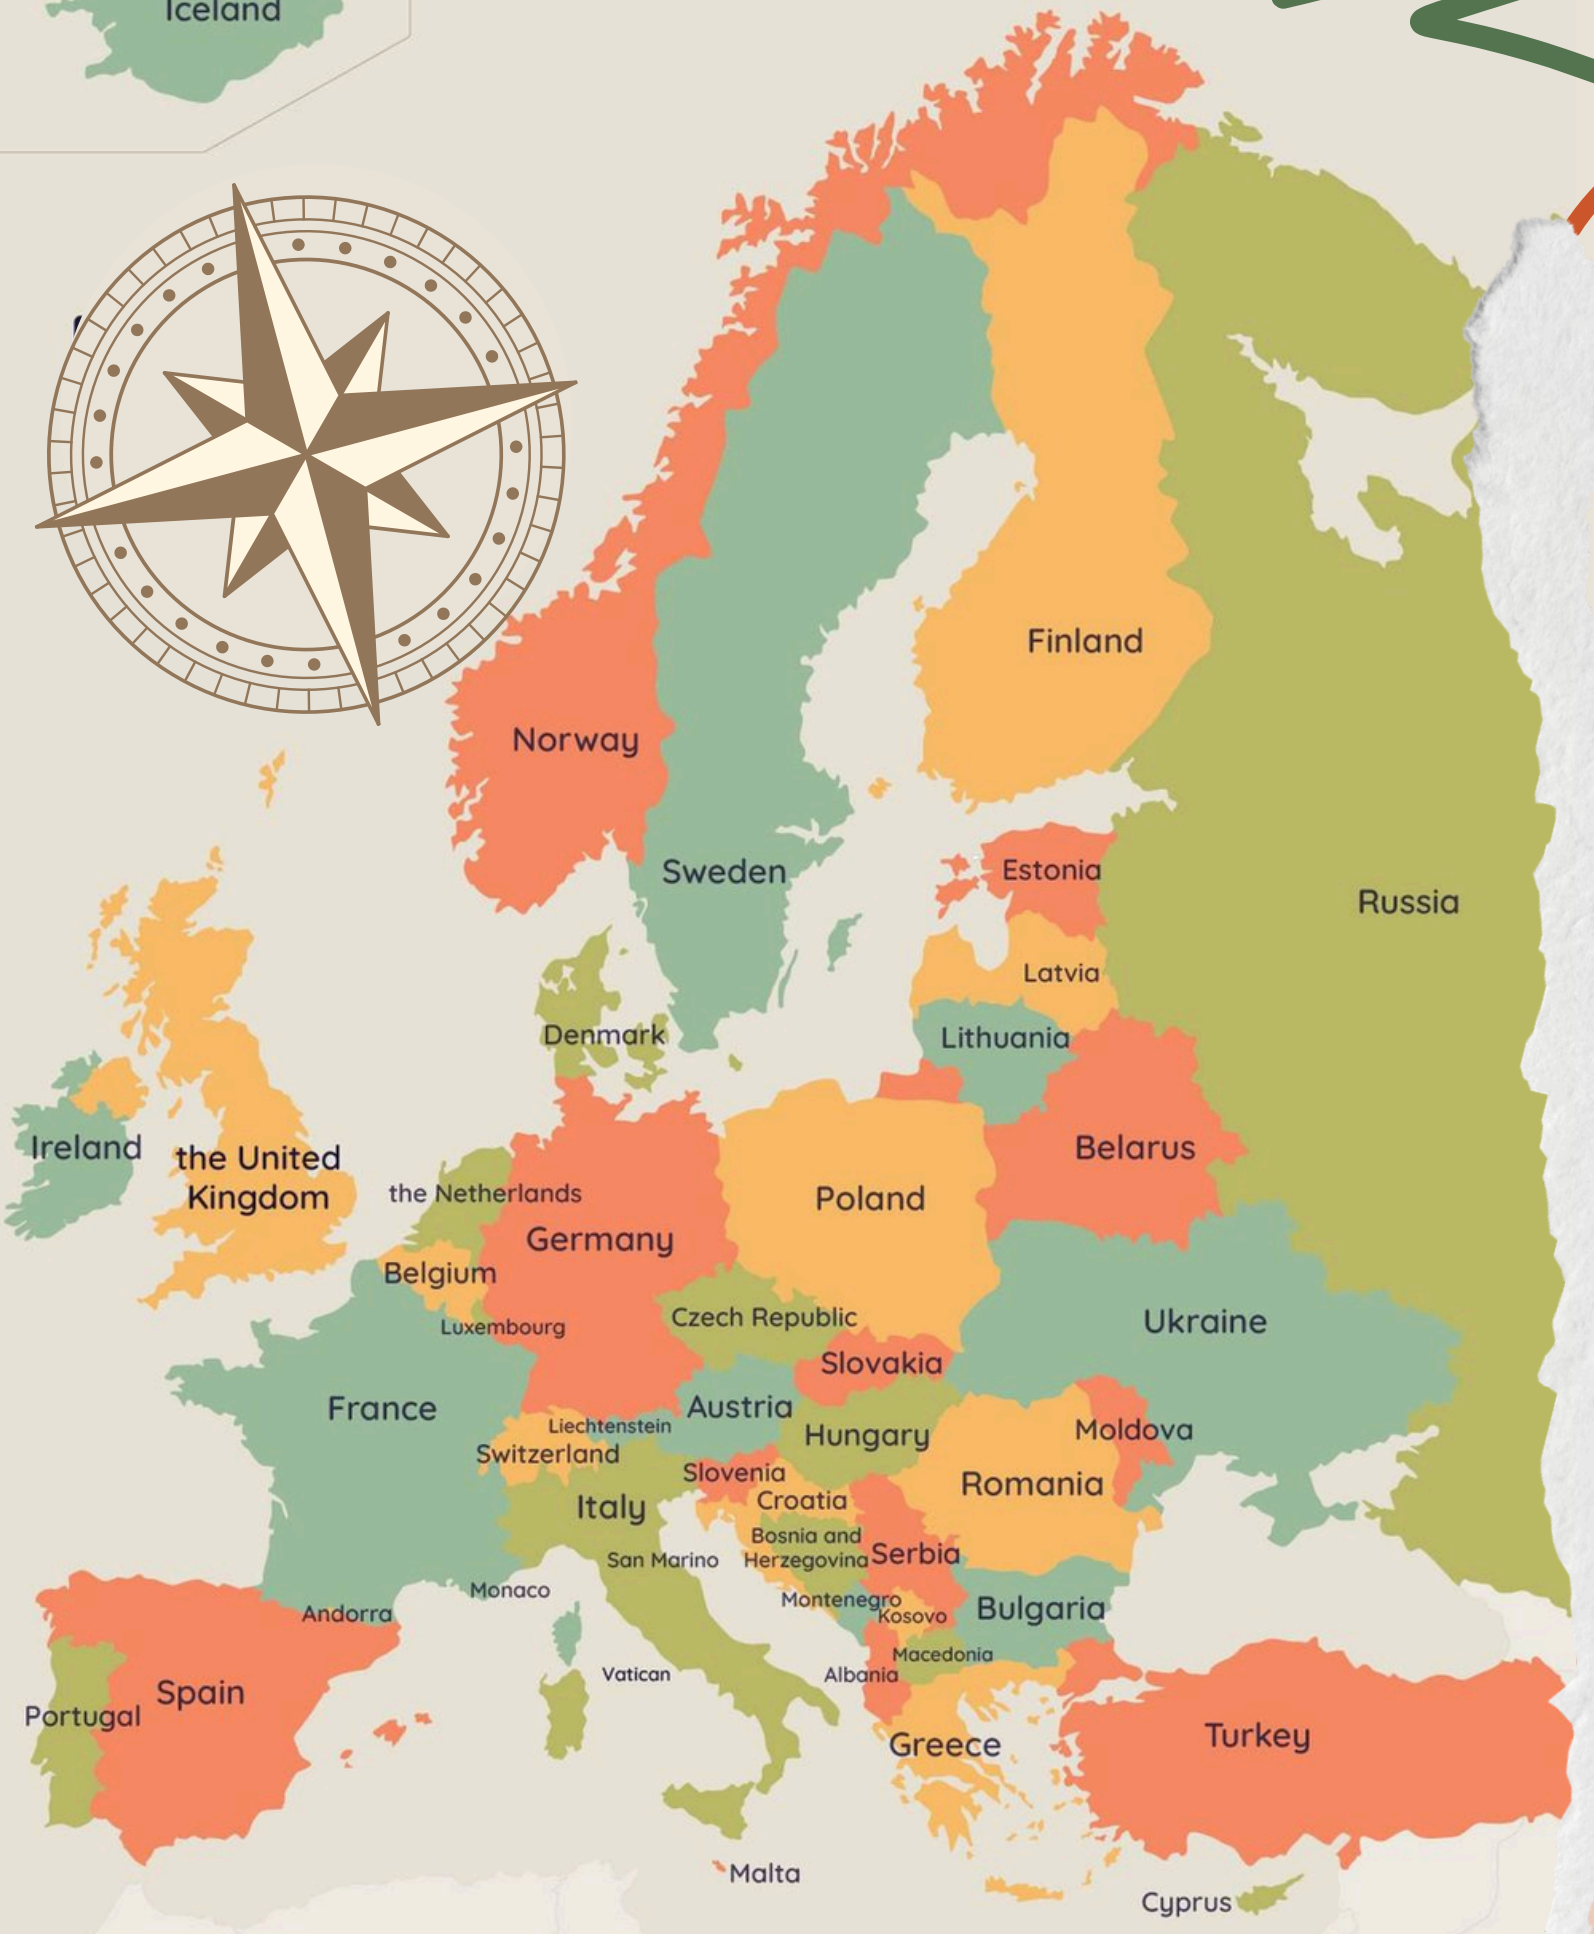 Iceland
Finland
Norway
Sweden
Estonia
Russia
Latvia
Denmark
Lithuania
Ireland
the United
Kingdom
Belarus
the Netherlands
Poland
Germany
Belgium
Czech Republic
Luxembourg
Ukraine
Slovakia
France
Austria
Liechtenstein
Moldova
Hungary
Switzerland
Slovenia
Romania
Croatia
Italy
Bosnia and
Herzegovina
Serbia
San Marino
Monaco
Montenegro
Bulgaria
Andorra
Kosovo
Macedonia
Vatican
Albania
Spain
Portugal
Turkey
Greece
Malta
Cyprus